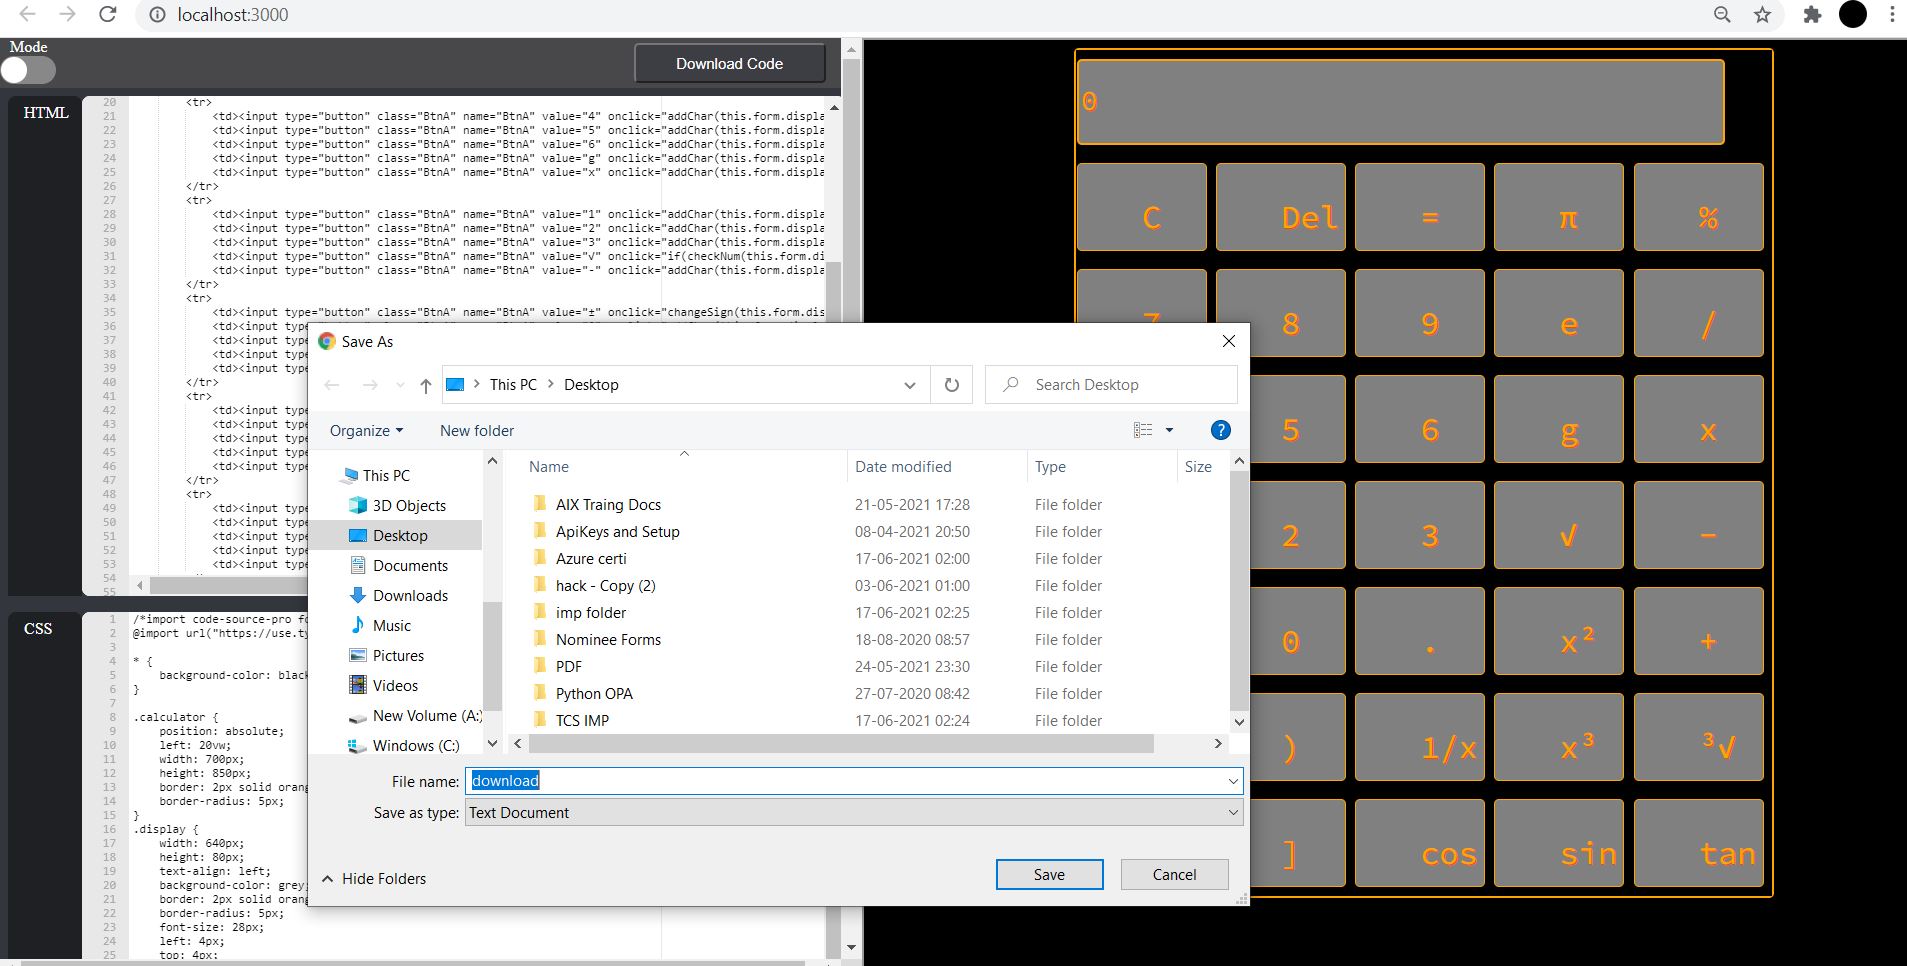 localhost:3000
Mode
Download Code
HTML
20 <tr>
21 <td><input type="button" class="BtnA" name="BtnA" value="4" onclick="addChar(this.form.displa
22 <td><input type="button" class="BtnA" name="BtnA" value="5" onclick="addChar(this.form.displa
23 <td><input type="button" class="BtnA" name="BtnA" value="6" onclick="addChar(this.form.displa
24 <td><input type="button" class="BtnA" name="BtnA" value="g" onclick="addChar(this.form.displa
25 <td><input type="button" class="BtnA" name="BtnA" value="x" onclick="addChar(this.form.displa
26 </tr>
27 <tr>
28 <td><input type="button" class="BtnA" name="BtnA" value="1" onclick="addChar(this.form.displa
29 <td><input type="button" class="BtnA" name="BtnA" value="2" onclick="addChar(this.form.displa
30 <td><input type="button" class="BtnA" name="BtnA" value="3" onclick="addChar(this.form.displa
31 <td><input type="button" class="BtnA" name="BtnA" value="√" onclick="if(checkNum(this.form.di
32 <td><input type="button" class="BtnA" name="BtnA" value="-" onclick="addChar(this.form.displa
33 </tr>
34 <tr>
35 <td><input type="button" class="BtnA" name="BtnA" value="±" onclick="changeSign(this.form.dis
36 <td><input type
37 <td><input type
38 <td><input type
39 <td><input type
40 </tr>
41 <tr>
42 <td><input type
43 <td><input type
44 <td><input type
45 <td><input type
46 <td><input type
47 </tr>
48 <tr>
49 <td><input type
50 <td><input type
51 <td><input type
52 <td><input type
53 <td><input type
54
55
CSS
1 /*import code-source-pro fo
2 @import url("https://use.ty
3
4 * {
5 background-color: black
6 }
7
8 .calculator {
9 position: absolute;
10 left: 20vw;
11 width: 700px;
12 height: 850px;
13 border: 2px solid orang
14 border-radius: 5px;
15 }
16 .display {
17 width: 640px;
18 height: 80px;
19 text-align: left;
20 background-color: grey;
21 border: 2px solid orang
22 border-radius: 5px;
23 font-size: 28px;
24 left: 4px;
25 top: 4px;
Save As
This PC > Desktop
Search Desktop
Organize
New folder
?
This PC
3D Objects
Desktop
Documents
Downloads
Music
Pictures
Videos
New Volume (A:)
Windows (C:)
Name Date modified Type Size
AIX Traing Docs 21-05-2021 17:28 File folder
ApiKeys and Setup 08-04-2021 20:50 File folder
Azure certi 17-06-2021 02:00 File folder
hack - Copy (2) 03-06-2021 01:00 File folder
imp folder 17-06-2021 02:25 File folder
Nominee Forms 18-08-2020 08:57 File folder
PDF 24-05-2021 23:30 File folder
Python OPA 27-07-2020 08:42 File folder
TCS IMP 17-06-2021 02:24 File folder
File name: download
Save as type: Text Document
Hide Folders
Save
Cancel
0
C Del = π %
7 8 9 e /
5 6 g x
2 3 √ -
0 . x² +
) 1/x x³ ³√
] cos sin tan